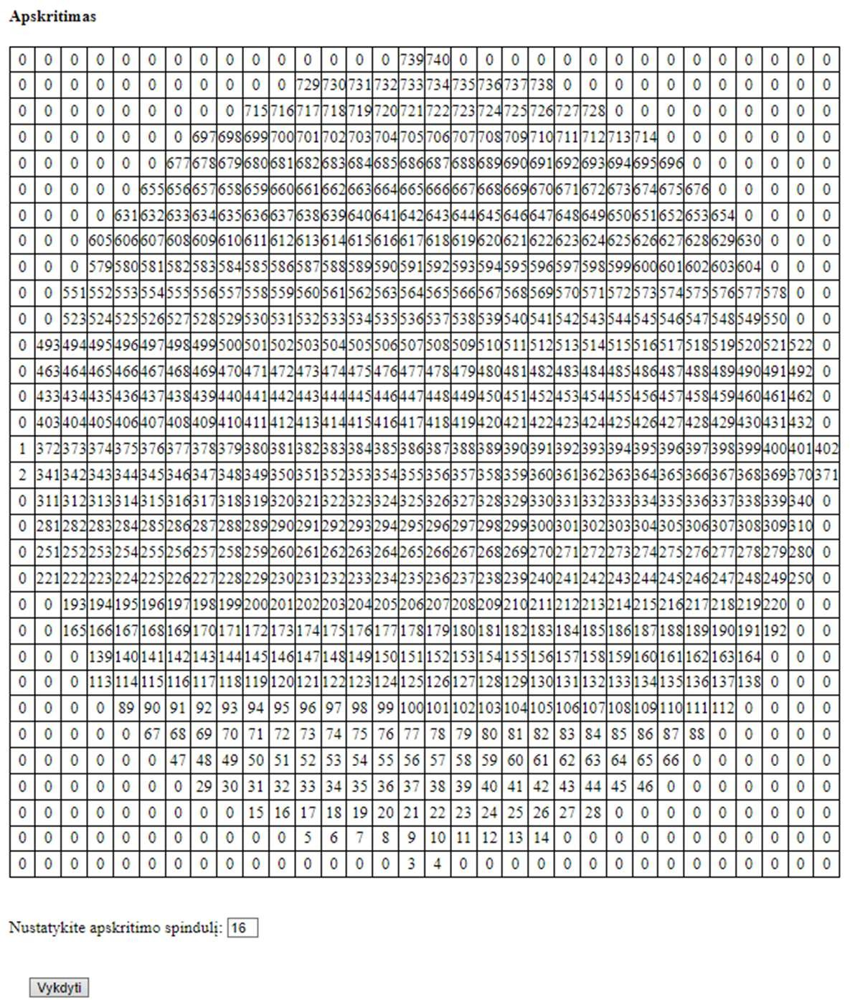 Apskritimas
0 0 0 0 0 0 0 0 0 0 0 0 0 0 0 739 740 0 0 0 0 0 0 0 0 0 0 0 0 0 0 0
0 0 0 0 0 0 0 0 0 0 0 729 730 731 732 733 734 735 736 737 738 0 0 0 0 0 0 0 0 0 0 0
0 0 0 0 0 0 0 0 0 715 716 717 718 719 720 721 722 723 724 725 726 727 728 0 0 0 0 0 0 0 0 0
0 0 0 0 0 0 0 697 698 699 700 701 702 703 704 705 706 707 708 709 710 711 712 713 714 0 0 0 0 0 0 0
0 0 0 0 0 0 677 678 679 680 681 682 683 684 685 686 687 688 689 690 691 692 693 694 695 696 0 0 0 0 0 0
0 0 0 0 0 655 656 657 658 659 660 661 662 663 664 665 666 667 668 669 670 671 672 673 674 675 676 0 0 0 0 0
0 0 0 0 631 632 633 634 635 636 637 638 639 640 641 642 643 644 645 646 647 648 649 650 651 652 653 654 0 0 0 0
0 0 0 605 606 607 608 609 610 611 612 613 614 615 616 617 618 619 620 621 622 623 624 625 626 627 628 629 630 0 0 0
0 0 0 579 580 581 582 583 584 585 586 587 588 589 590 591 592 593 594 595 596 597 598 599 600 601 602 603 604 0 0 0
0 0 551 552 553 554 555 556 557 558 559 560 561 562 563 564 565 566 567 568 569 570 571 572 573 574 575 576 577 578 0 0
0 0 523 524 525 526 527 528 529 530 531 532 533 534 535 536 537 538 539 540 541 542 543 544 545 546 547 548 549 550 0 0
0 493 494 495 496 497 498 499 500 501 502 503 504 505 506 507 508 509 510 511 512 513 514 515 516 517 518 519 520 521 522 0
0 463 464 465 466 467 468 469 470 471 472 473 474 475 476 477 478 479 480 481 482 483 484 485 486 487 488 489 490 491 492 0
0 433 434 435 436 437 438 439 440 441 442 443 444 445 446 447 448 449 450 451 452 453 454 455 456 457 458 459 460 461 462 0
0 403 404 405 406 407 408 409 410 411 412 413 414 415 416 417 418 419 420 421 422 423 424 425 426 427 428 429 430 431 432 0
1 372 373 374 375 376 377 378 379 380 381 382 383 384 385 386 387 388 389 390 391 392 393 394 395 396 397 398 399 400 401 402
2 341 342 343 344 345 346 347 348 349 350 351 352 353 354 355 356 357 358 359 360 361 362 363 364 365 366 367 368 369 370 371
0 311 312 313 314 315 316 317 318 319 320 321 322 323 324 325 326 327 328 329 330 331 332 333 334 335 336 337 338 339 340 0
0 281 282 283 284 285 286 287 288 289 290 291 292 293 294 295 296 297 298 299 300 301 302 303 304 305 306 307 308 309 310 0
0 251 252 253 254 255 256 257 258 259 260 261 262 263 264 265 266 267 268 269 270 271 272 273 274 275 276 277 278 279 280 0
0 221 222 223 224 225 226 227 228 229 230 231 232 233 234 235 236 237 238 239 240 241 242 243 244 245 246 247 248 249 250 0
0 0 193 194 195 196 197 198 199 200 201 202 203 204 205 206 207 208 209 210 211 212 213 214 215 216 217 218 219 220 0 0
0 0 165 166 167 168 169 170 171 172 173 174 175 176 177 178 179 180 181 182 183 184 185 186 187 188 189 190 191 192 0 0
0 0 0 139 140 141 142 143 144 145 146 147 148 149 150 151 152 153 154 155 156 157 158 159 160 161 162 163 164 0 0 0
0 0 0 113 114 115 116 117 118 119 120 121 122 123 124 125 126 127 128 129 130 131 132 133 134 135 136 137 138 0 0 0
0 0 0 0 89 90 91 92 93 94 95 96 97 98 99 100 101 102 103 104 105 106 107 108 109 110 111 112 0 0 0 0
0 0 0 0 0 67 68 69 70 71 72 73 74 75 76 77 78 79 80 81 82 83 84 85 86 87 88 0 0 0 0 0
0 0 0 0 0 0 47 48 49 50 51 52 53 54 55 56 57 58 59 60 61 62 63 64 65 66 0 0 0 0 0 0
0 0 0 0 0 0 0 29 30 31 32 33 34 35 36 37 38 39 40 41 42 43 44 45 46 0 0 0 0 0 0 0
0 0 0 0 0 0 0 0 0 15 16 17 18 19 20 21 22 23 24 25 26 27 28 0 0 0 0 0 0 0 0 0
0 0 0 0 0 0 0 0 0 0 0 5 6 7 8 9 10 11 12 13 14 0 0 0 0 0 0 0 0 0 0 0
0 0 0 0 0 0 0 0 0 0 0 0 0 0 0 3 4 0 0 0 0 0 0 0 0 0 0 0 0 0 0 0
Nustatykite apskritimo spindulį: 16
Vykdyti